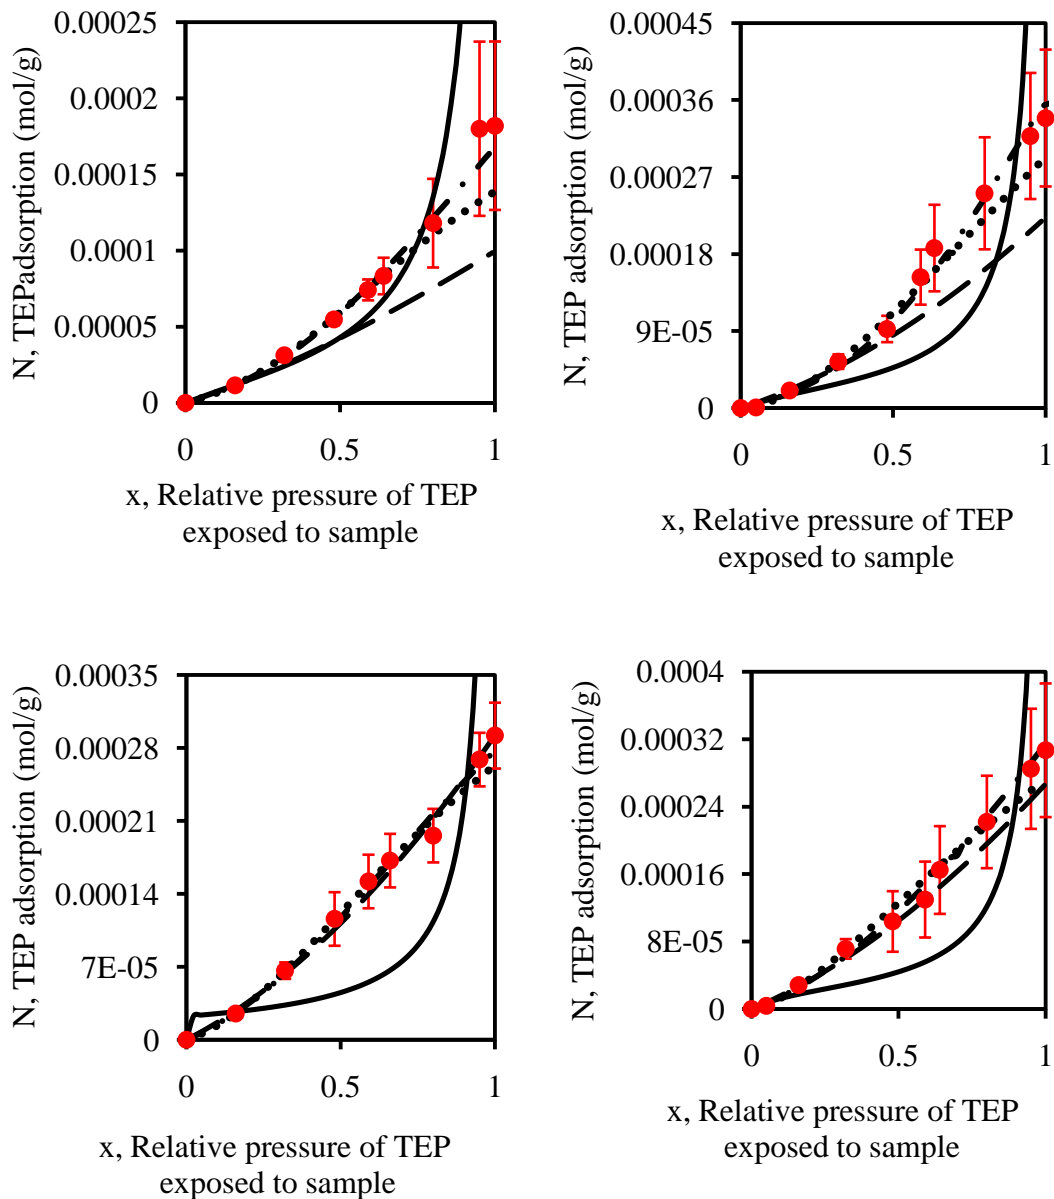 N, TEPadsorption (mol/g)
0.00025
0.0002
0.00015
0.0001
0.00005
0
0 0.5 1
x, Relative pressure of TEP
exposed to sample
N, TEP adsorption (mol/g)
0.00045
0.00036
0.00027
0.00018
9E-05
0
0 0.5 1
x, Relative pressure of TEP
exposed to sample
N, TEP adsorption (mol/g)
0.00035
0.00028
0.00021
0.00014
7E-05
0
0 0.5 1
x, Relative pressure of TEP
exposed to sample
N, TEP adsorption (mol/g)
0.0004
0.00032
0.00024
0.00016
8E-05
0
0 0.5 1
x, Relative pressure of TEP
exposed to sample